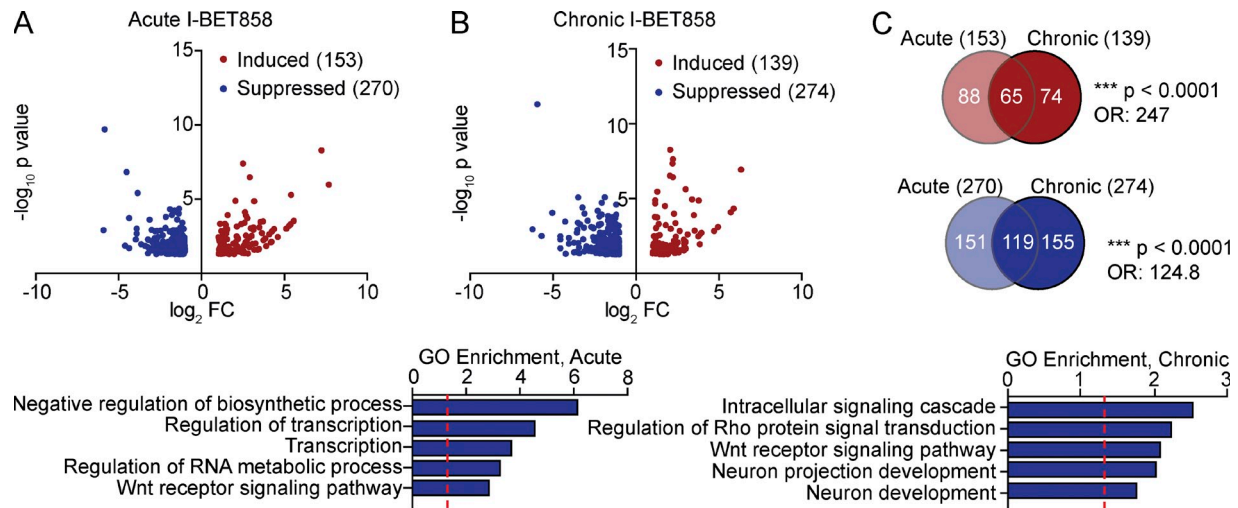 A
Acute I-BET858
15
10
5
-log10 p value
Induced (153)
Suppressed (270)
-10
-5
0
5
10
log2 FC
B
Chronic I-BET858
15
10
5
-log10 p value
Induced (139)
Suppressed (274)
-10
-5
0
5
10
log2 FC
C
Acute (153)
Chronic (139)
88
65
74
*** p < 0.0001
OR: 247
Acute (270)
Chronic (274)
151
119
155
*** p < 0.0001
OR: 124.8
GO Enrichment, Acute
0
2
4
6
8
Negative regulation of biosynthetic process
Regulation of transcription
Transcription
Regulation of RNA metabolic process
Wnt receptor signaling pathway
GO Enrichment, Chronic
0
1
2
3
Intracellular signaling cascade
Regulation of Rho protein signal transduction
Wnt receptor signaling pathway
Neuron projection development
Neuron development